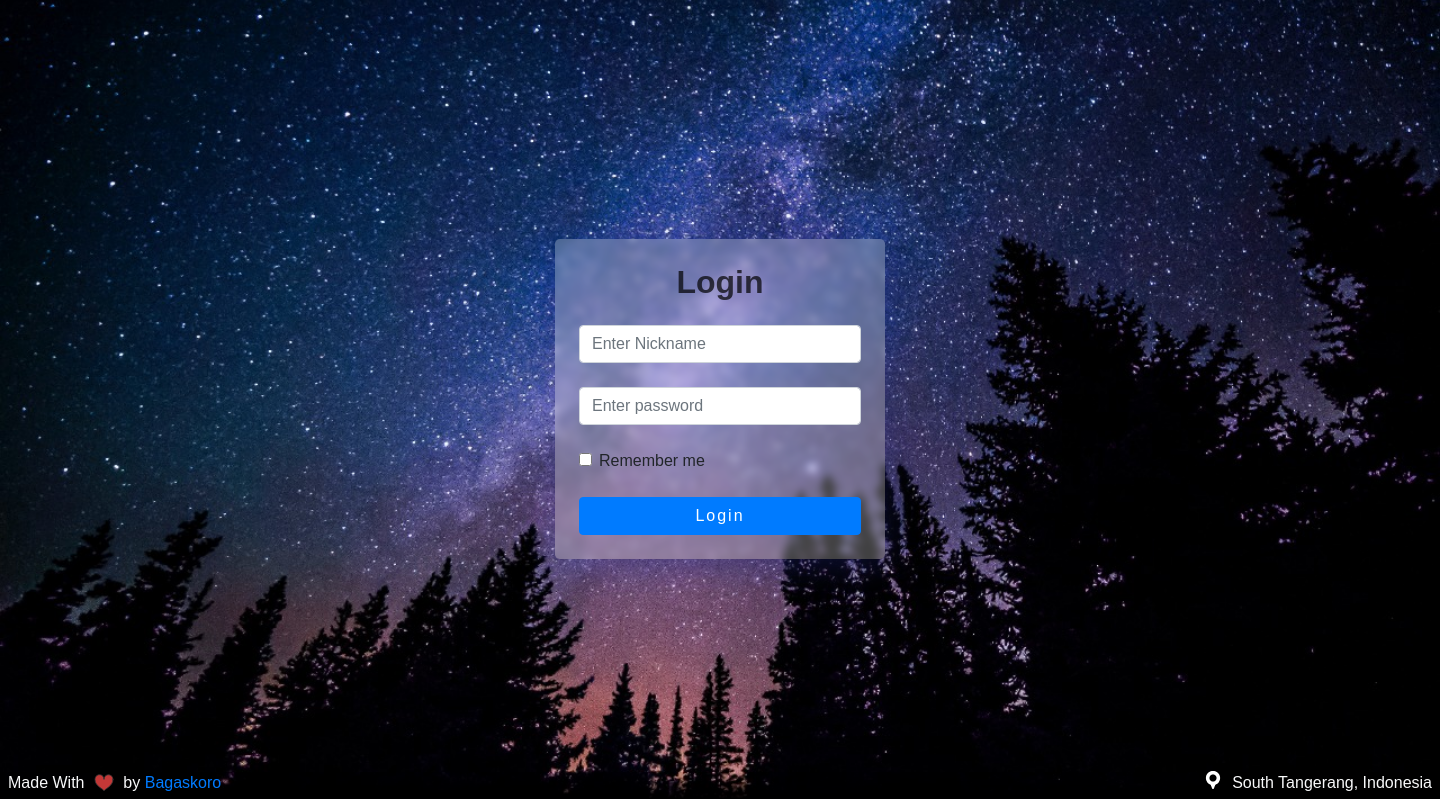 Login
Enter Nickname
Enter password
Remember me
Login
Made With ❤ by Bagaskoro
South Tangerang, Indonesia